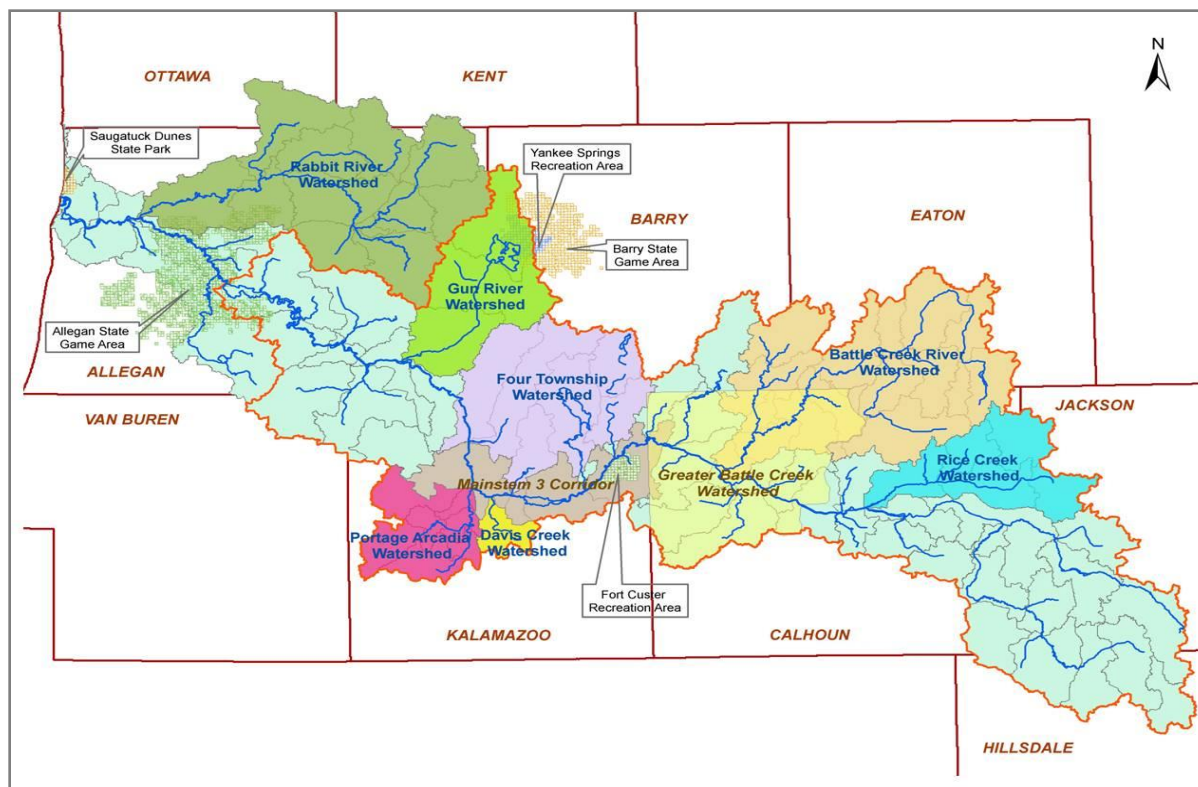 N
OTTAWA
KENT
Saugatuck Dunes
State Park
Rabbit River
Watershed
Yankee Springs
Recreation Area
BARRY
EATON
Barry State
Game Area
Gun River
Watershed
Allegan State
Game Area
ALLEGAN
Four Township
Watershed
Battle Creek River
Watershed
VAN BUREN
JACKSON
Rice Creek
Watershed
Mainstem 3 Corridor
Greater Battle Creek
Watershed
Portage Arcadia
Watershed
Davis Creek
Watershed
Fort Custer
Recreation Area
KALAMAZOO
CALHOUN
HILLSDALE